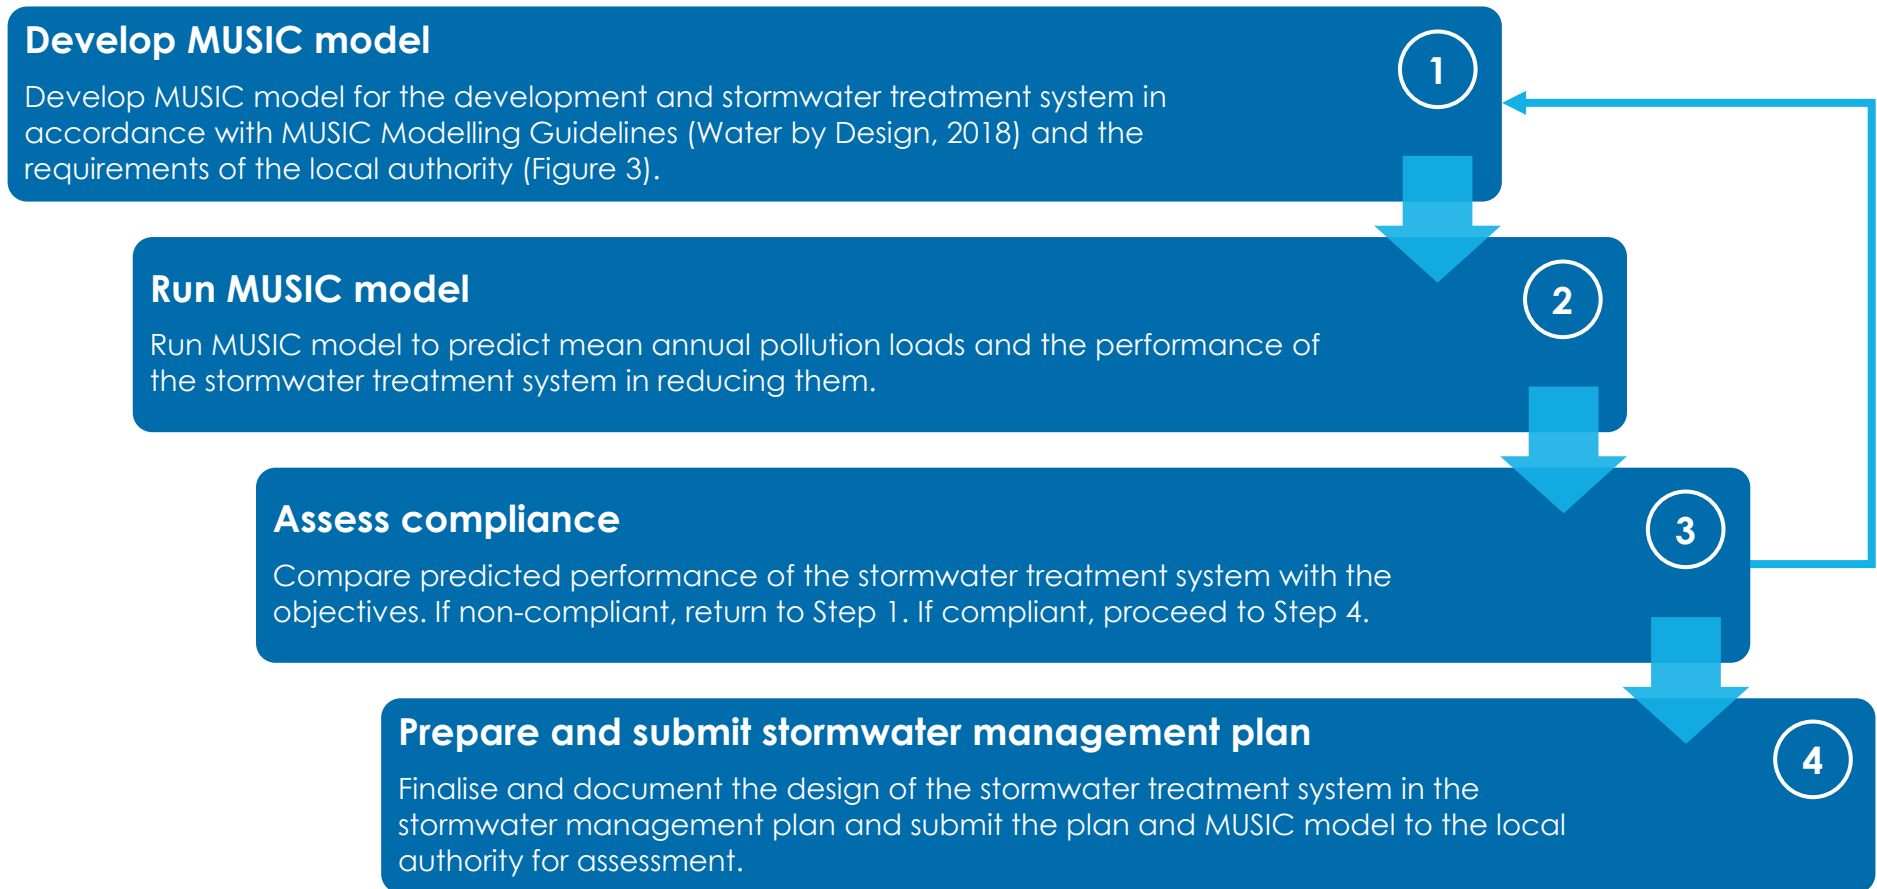 Develop MUSIC model
1
Develop MUSIC model for the development and stormwater treatment system in
accordance with MUSIC Modelling Guidelines (Water by Design, 2018) and the
requirements of the local authority (Figure 3).
Run MUSIC model
2
Run MUSIC model to predict mean annual pollution loads and the performance of
the stormwater treatment system in reducing them.
Assess compliance
3
Compare predicted performance of the stormwater treatment system with the
objectives. If non-compliant, return to Step 1. If compliant, proceed to Step 4.
Prepare and submit stormwater management plan
4
Finalise and document the design of the stormwater treatment system in the
stormwater management plan and submit the plan and MUSIC model to the local
authority for assessment.